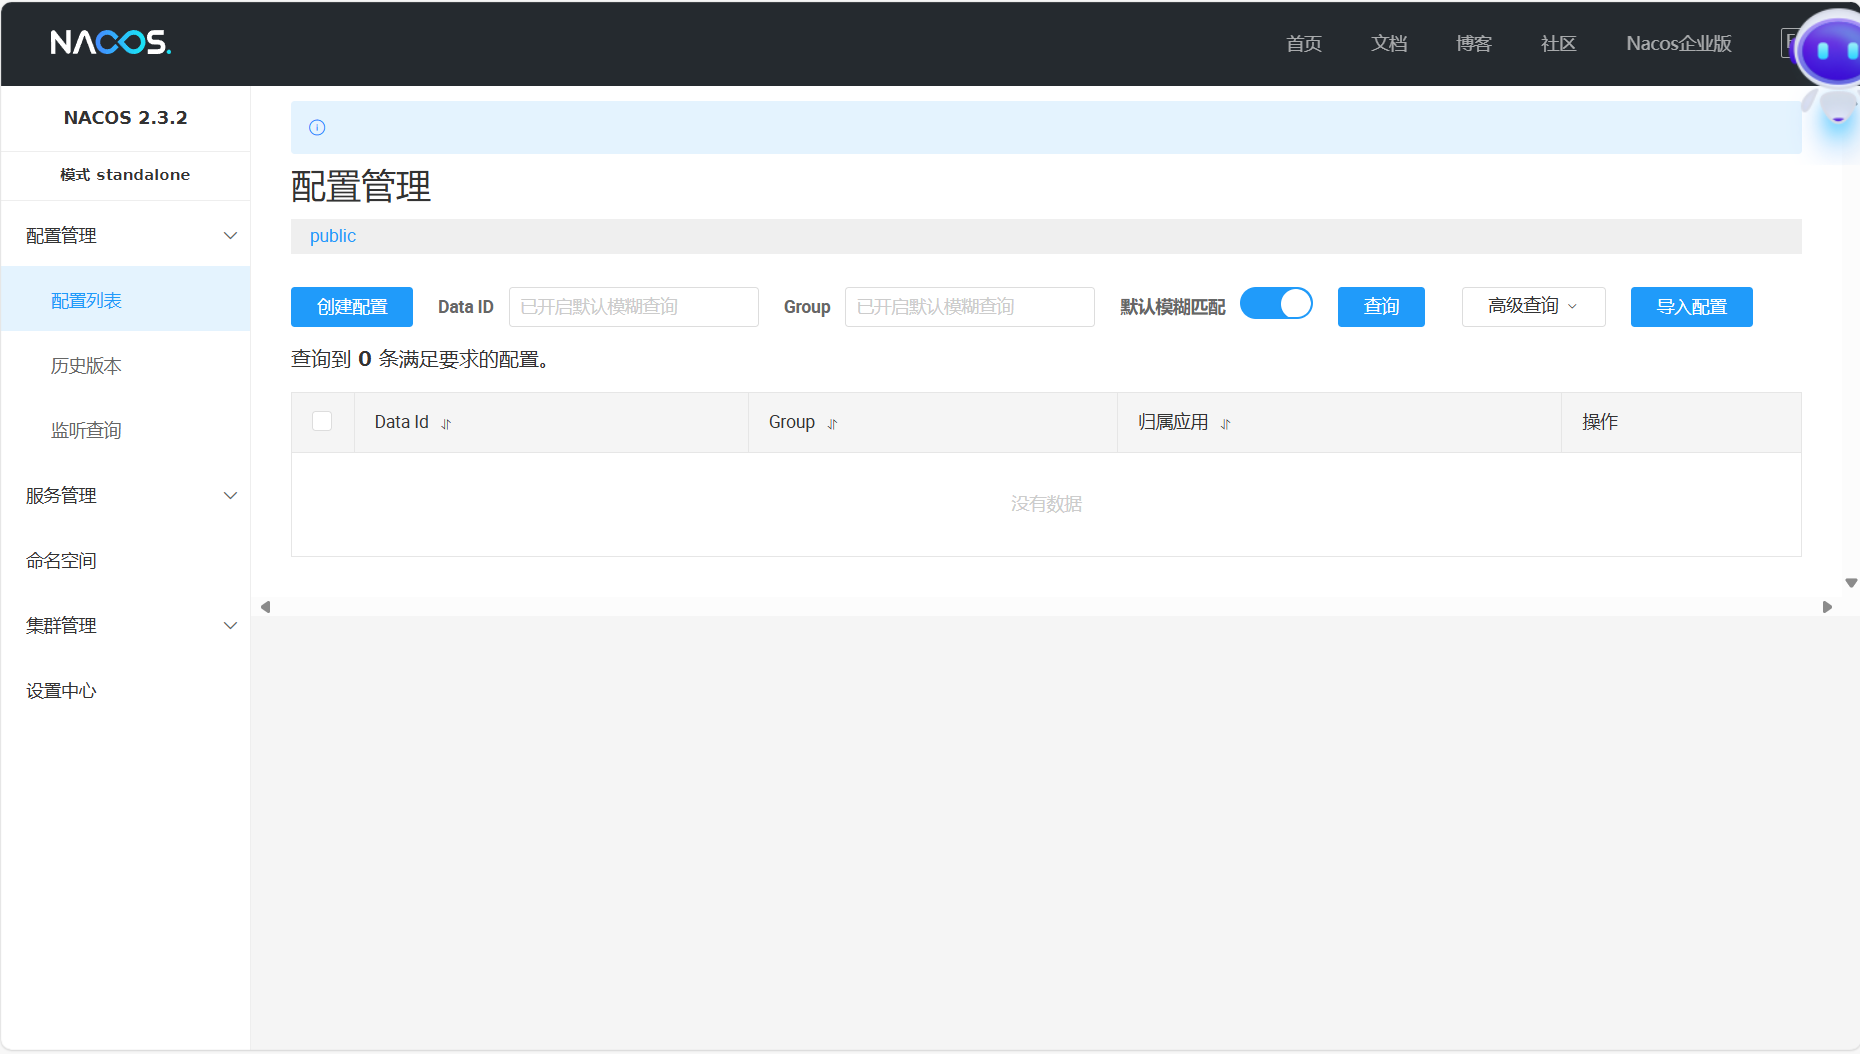 NACOS.
首页
文档
博客
社区
Nacos企业版
NACOS 2.3.2
模式 standalone
配置管理
配置列表
历史版本
监听查询
服务管理
命名空间
集群管理
设置中心
配置管理
public
创建配置
Data ID
已开启默认模糊查询
Group
已开启默认模糊查询
默认模糊匹配
查询
高级查询
导入配置
查询到 0 条满足要求的配置。
Data Id
Group
归属应用
操作
没有数据